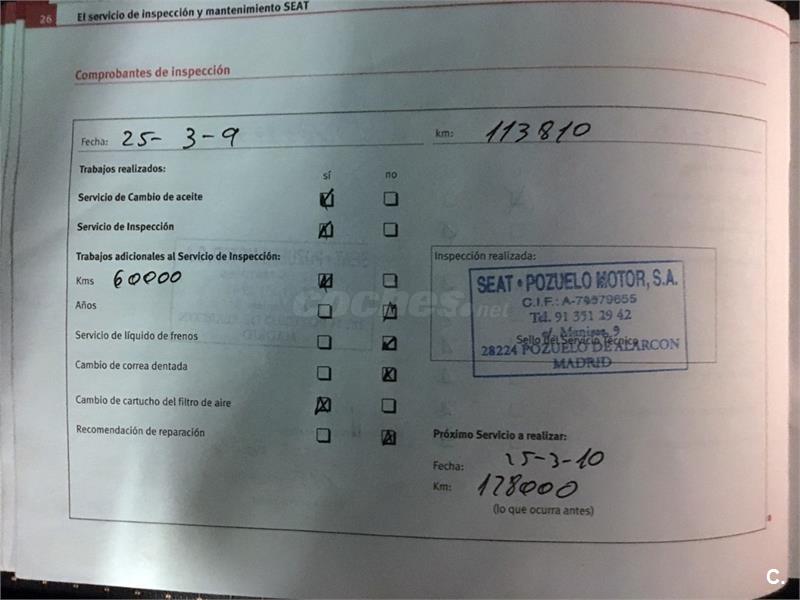 26 El servicio de inspección y mantenimiento SEAT
Comprobantes de inspección
Fecha: 25-3-9 km: 113810
Trabajos realizados: sí no
Servicio de Cambio de aceite
Servicio de Inspección
Trabajos adicionales al Servicio de Inspección:
Kms 60000
Años
Servicio de líquido de frenos
Cambio de correa dentada
Cambio de cartucho del filtro de aire
Recomendación de reparación
Inspección realizada:
SEAT • POZUELO MOTOR, S.A.
C.I.F.: A-79379655
Tel. 91 351 29 42
9
Sello del Servicio Técnico
28224 POZUELO DE ALARCON
MADRID
Próximo Servicio a realizar:
Fecha: 25-3-10
Km: 128000
(lo que ocurra antes)
coches.net
C.